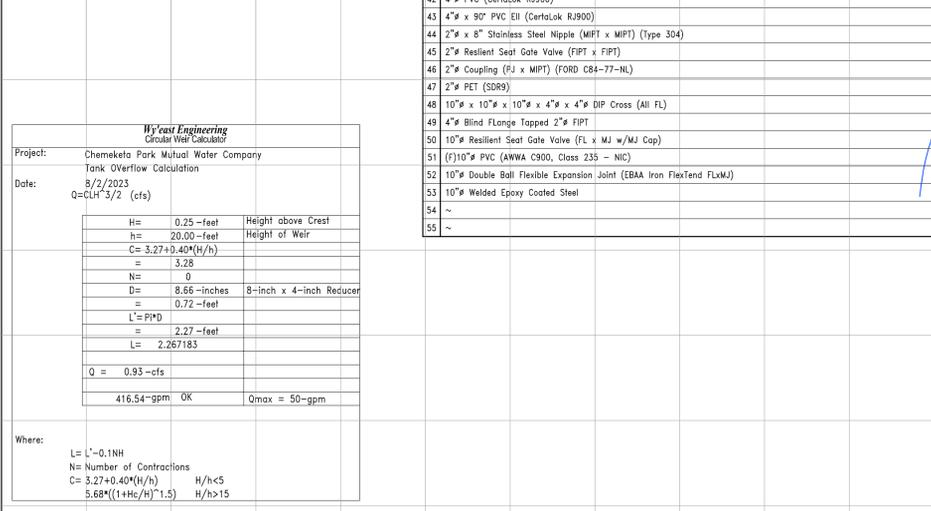 43 4"ø x 90° PVC Ell (CertaLok RJ900)
44 2"ø x 8" Stainless Steel Nipple (MIPT x MIPT) (Type 304)
45 2"ø Reslient Seat Gate Valve (FIPT x FIPT)
46 2"ø Coupling (PJ x MIPT) (FORD C84-77-NL)
47 2"ø PET (SDR9)
48 10"ø x 10"ø x 10"ø x 4"ø x 4"ø DIP Cross (All FL)
49 4"ø Blind FLange Tapped 2"ø FIPT
50 10"ø Resilient Seat Gate Valve (FL x MJ w/MJ Cap)
51 (F)10"ø PVC (AWWA C900, Class 235 - NIC)
52 10"ø Double Ball Flexible Expansion Joint (EBAA Iron FlexTend FLxMJ)
53 10"ø Welded Epoxy Coated Steel
54 ~
55 ~
Wy'east Engineering
Circular Weir Calculator
Project: Chemeketa Park Mutual Water Company
Tank OVerflow Calculation
Date: 8/2/2023
Q=CLH^3/2 (cfs)
H= 0.25 -feet Height above Crest
h= 20.00 -feet Height of Weir
C= 3.27+0.40*(H/h)
= 3.28
N= 0
D= 8.66 -inches 8-inch x 4-inch Reducer
= 0.72 -feet
L'= Pi*D
= 2.27 -feet
L= 2.267183
Q = 0.93 -cfs
416.54-gpm OK Qmax = 50-gpm
Where:
L= L'-0.1NH
N= Number of Contractions
C= 3.27+0.40*(H/h) H/h<5
5.68*((1+Hc/H)^1.5) H/h>15